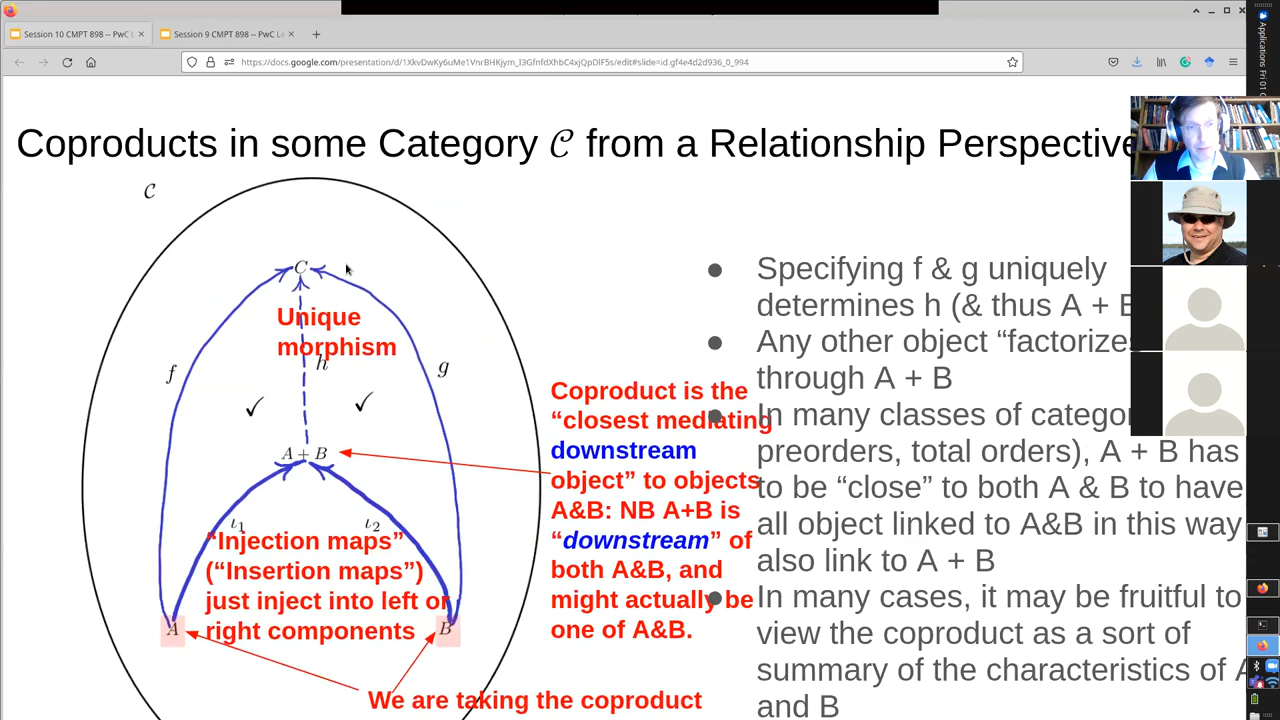 Session 10 CMPT 898 -- PwC L
Session 9 CMPT 898 -- PwC Le
https://docs.google.com/presentation/d/1XkvDwKy6uMe1VnrBHKjym_I3GfnfdXhbC4xjQpDlF5s/edit#slide=id.gf4e4d2d936_0_994
Applications
Fri 01 O
Coproducts in some Category 𝒞 from a Relationship Perspective
𝒞
C
Unique
morphism
h
f
g
✓ ✓
A + B
ι₁ ι₂
“Injection maps”
(“Insertion maps”)
just inject into left or
right components
A B
We are taking the coproduct
Coproduct is the
“closest mediating
downstream
object” to objects
A&B: NB A+B is
“downstream” of
both A&B, and
might actually be
one of A&B.
● Specifying f & g uniquely
determines h (& thus A + B
● Any other object “factorizes
through A + B
● In many classes of categor
preorders, total orders), A + B has
to be “close” to both A & B to have
all object linked to A&B in this way
also link to A + B
● In many cases, it may be fruitful to
view the coproduct as a sort of
summary of the characteristics of A
and B